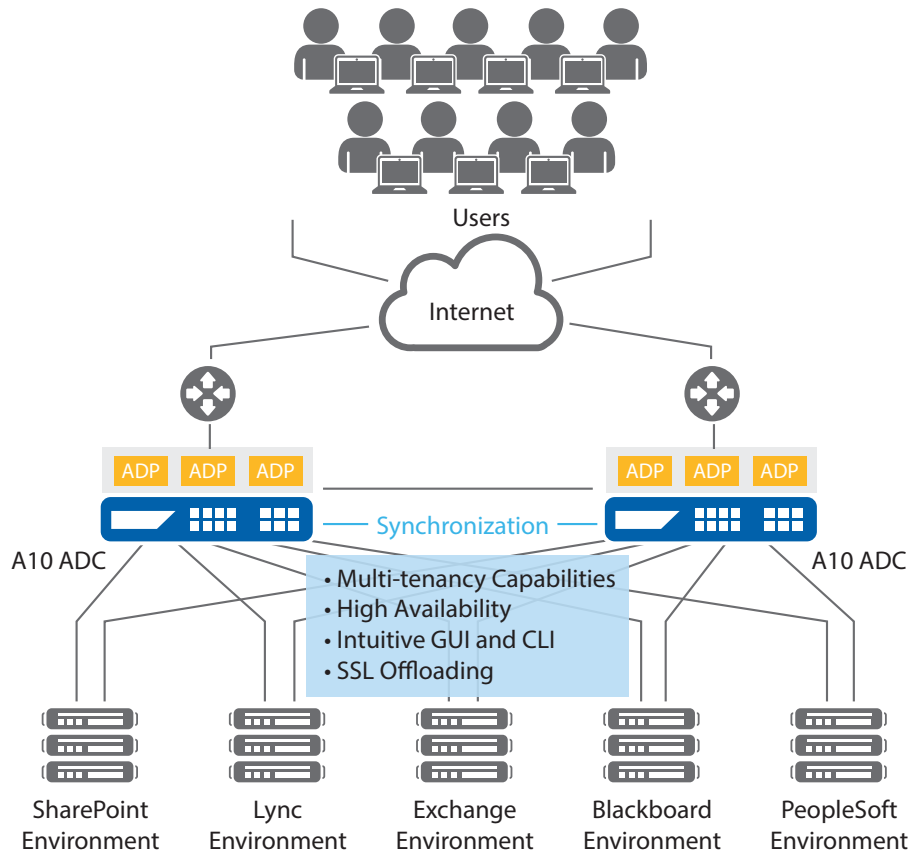 Users
Internet
ADP ADP ADP
ADP ADP ADP
Synchronization
A10 ADC
A10 ADC
• Multi-tenancy Capabilities
• High Availability
• Intuitive GUI and CLI
• SSL Offloading
SharePoint
Environment
Lync
Environment
Exchange
Environment
Blackboard
Environment
PeopleSoft
Environment